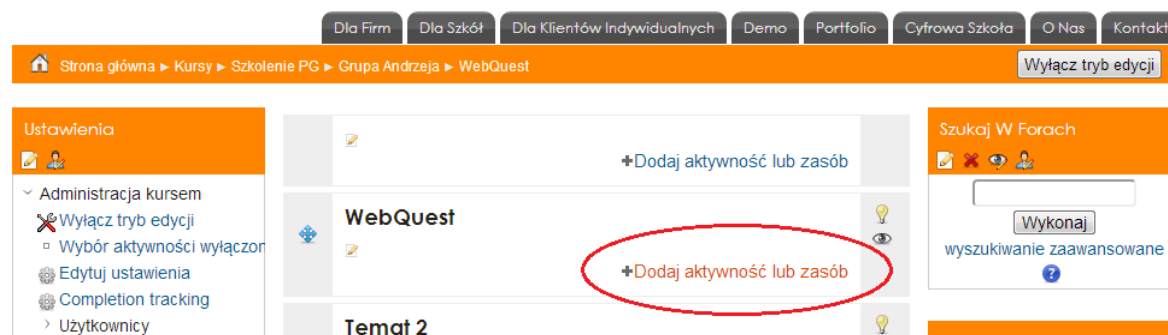 Dla Firm Dla Szkół Dla Klientów Indywidualnych Demo Portfolio Cyfrowa Szkoła O Nas Kontakt
Strona główna ► Kursy ► Szkolenie PG ► Grupa Andrzeja ► WebQuest
Wyłącz tryb edycji
Ustawienia
Administracja kursem
Wyłącz tryb edycji
Wybór aktywności wyłączon
Edytuj ustawienia
Completion tracking
Użytkownicy
+Dodaj aktywność lub zasób
WebQuest
+Dodaj aktywność lub zasób
Temat 2
Szukaj W Forach
Wykonaj
wyszukiwanie zaawansowane
?